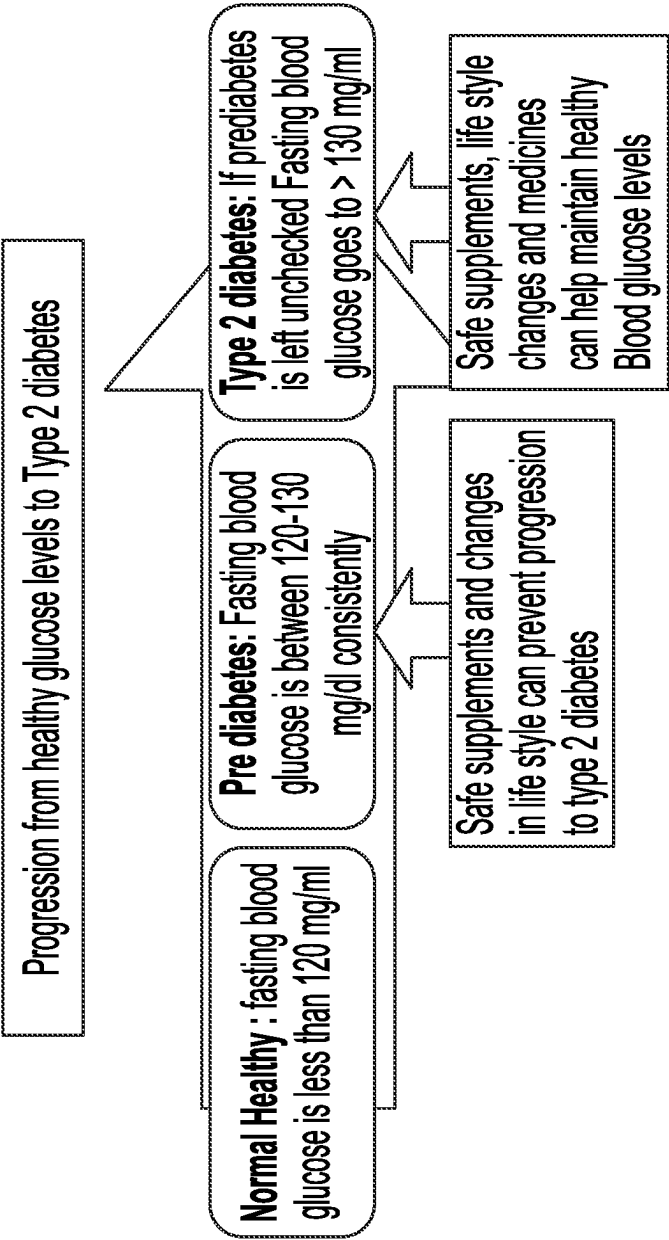 Progression from healthy glucose levels to Type 2 diabetes
Normal Healthy : fasting blood
glucose is less than 120 mg/ml
Pre diabetes: Fasting blood
glucose is between 120-130
mg/dl consistently
Type 2 diabetes: If prediabetes
is left unchecked Fasting blood
glucose goes to > 130 mg/ml
Safe supplements and changes
in life style can prevent progression
to type 2 diabetes
Safe supplements, life style
changes and medicines
can help maintain healthy
Blood glucose levels